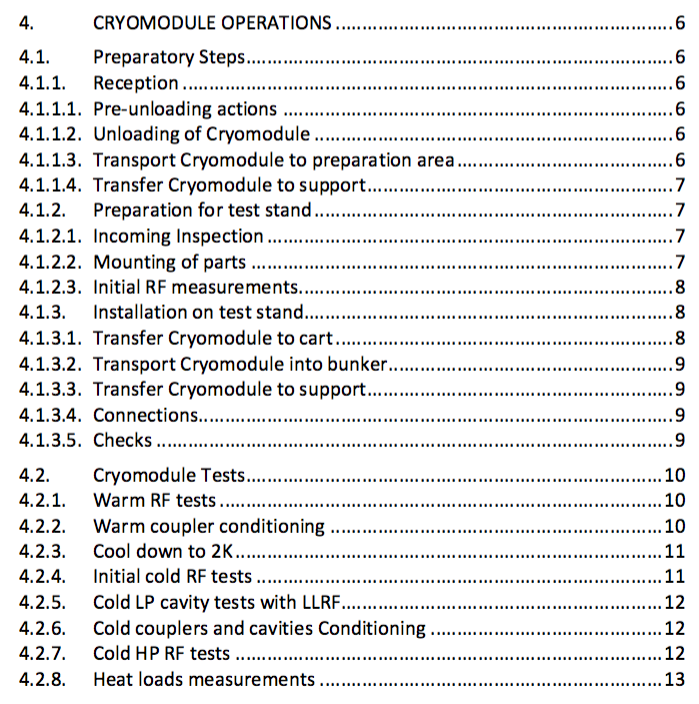 4. CRYOMODULE OPERATIONS ... 6
4.1. Preparatory Steps ... 6
4.1.1. Reception ... 6
4.1.1.1. Pre-unloading actions ... 6
4.1.1.2. Unloading of Cryomodule ... 6
4.1.1.3. Transport Cryomodule to preparation area ... 6
4.1.1.4. Transfer Cryomodule to support ... 7
4.1.2. Preparation for test stand ... 7
4.1.2.1. Incoming Inspection ... 7
4.1.2.2. Mounting of parts ... 7
4.1.2.3. Initial RF measurements ... 8
4.1.3. Installation on test stand ... 8
4.1.3.1. Transfer Cryomodule to cart ... 8
4.1.3.2. Transport Cryomodule into bunker ... 9
4.1.3.3. Transfer Cryomodule to support ... 9
4.1.3.4. Connections ... 9
4.1.3.5. Checks ... 9
4.2. Cryomodule Tests ... 10
4.2.1. Warm RF tests ... 10
4.2.2. Warm coupler conditioning ... 10
4.2.3. Cool down to 2K ... 11
4.2.4. Initial cold RF tests ... 11
4.2.5. Cold LP cavity tests with LLRF ... 12
4.2.6. Cold couplers and cavities Conditioning ... 12
4.2.7. Cold HP RF tests ... 12
4.2.8. Heat loads measurements ... 13